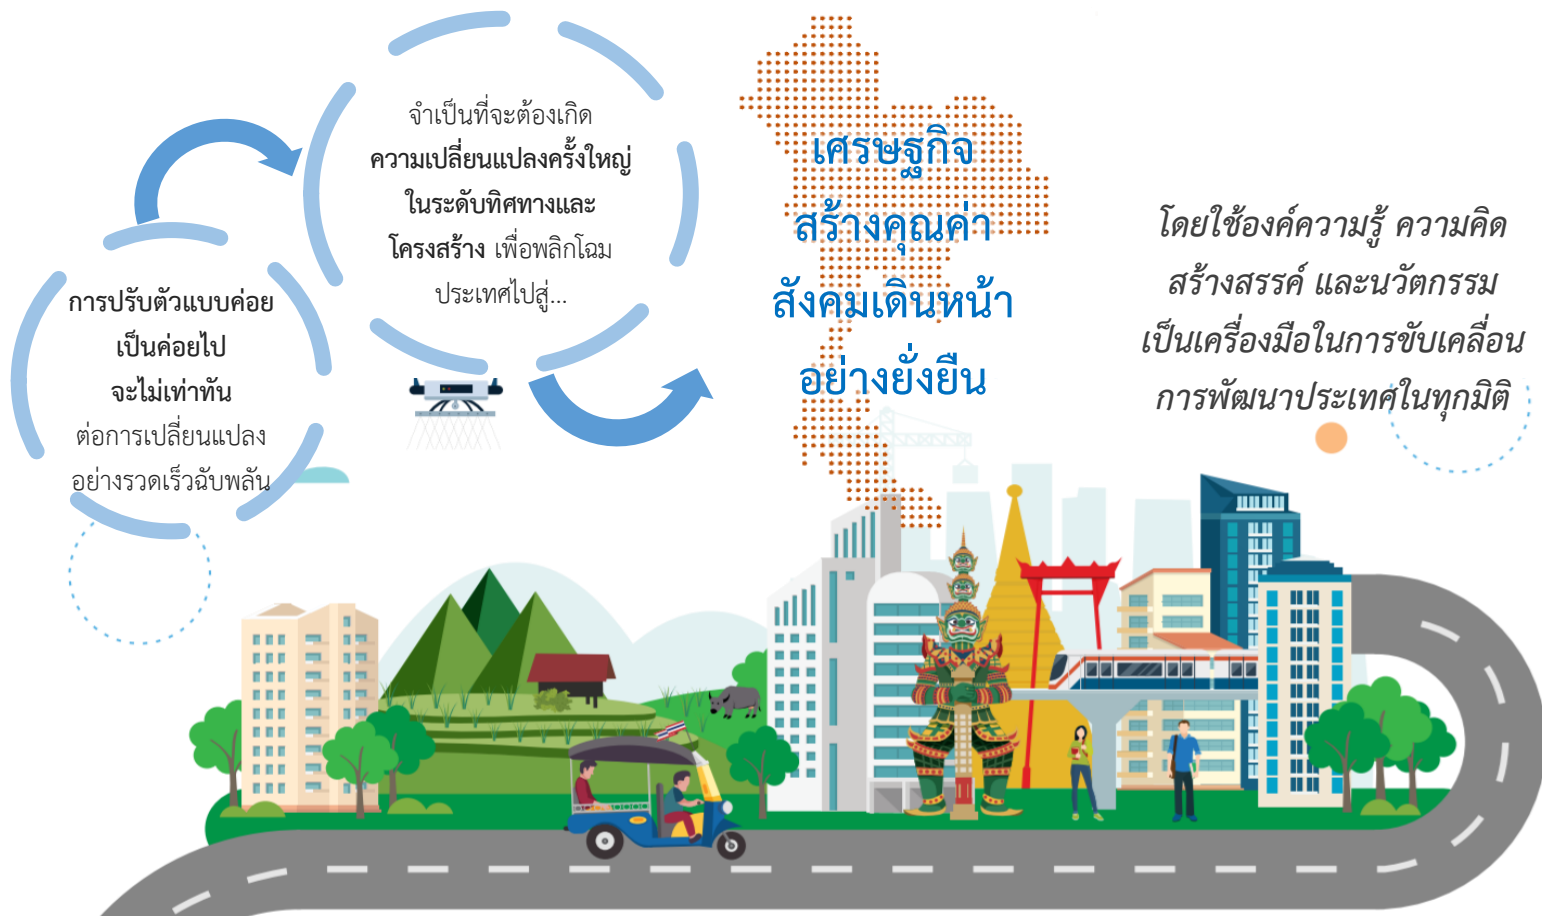 การปรับตัวแบบค่อย
เป็นค่อยไป
จะไม่เท่าทัน
ต่อการเปลี่ยนแปลง
อย่างรวดเร็วฉับพลัน
จำเป็นที่จะต้องเกิด
ความเปลี่ยนแปลงครั้งใหญ่
ในระดับทิศทางและ
โครงสร้าง เพื่อพลิกโฉม
ประเทศไปสู่...
เศรษฐกิจ
สร้างคุณค่า
สังคมเดินหน้า
อย่างยั่งยืน
โดยใช้องค์ความรู้ ความคิด
สร้างสรรค์ และนวัตกรรม
เป็นเครื่องมือในการขับเคลื่อน
การพัฒนาประเทศในทุกมิติ